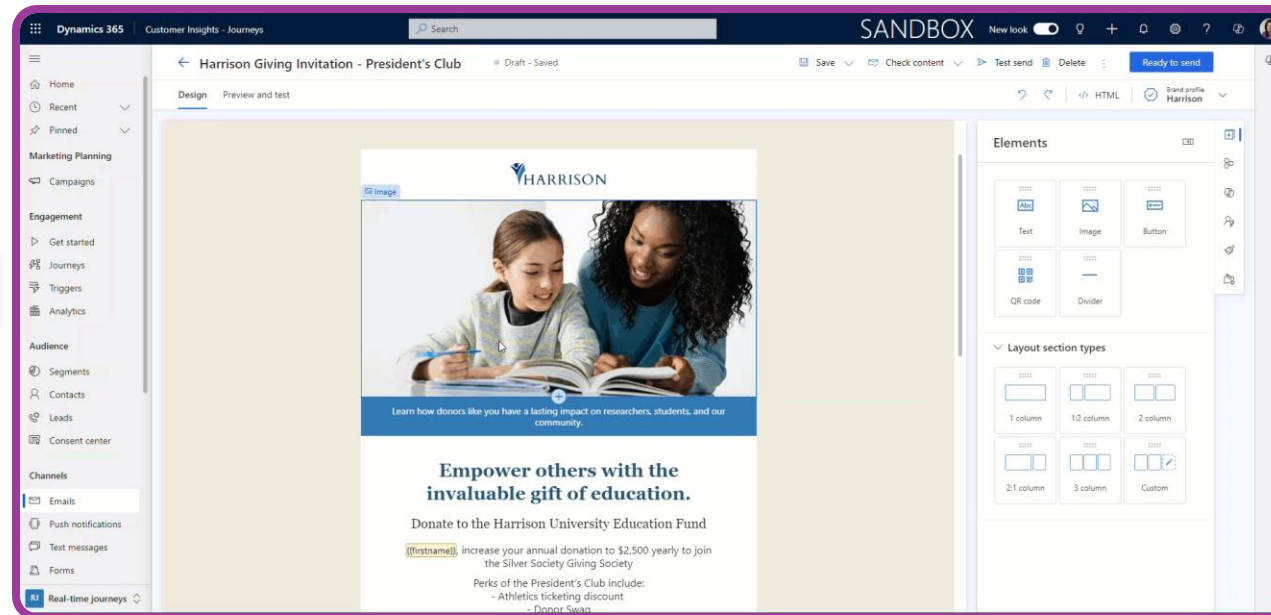 Dynamics 365
Customer Insights - Journeys
Search
SANDBOX
New look
Harrison Giving Invitation - President's Club
Draft - Saved
Save
Check content
Test send
Delete
Ready to send
Design
Preview and test
HTML
Brand profile
Harrison
Home
Recent
Pinned
Marketing Planning
Campaigns
Engagement
Get started
Journeys
Triggers
Analytics
Audience
Segments
Contacts
Leads
Consent center
Channels
Emails
Push notifications
Text messages
Forms
RJ Real-time journeys
HARRISON
Image
Learn how donors like you have a lasting impact on researchers, students, and our
community.
Empower others with the
invaluable gift of education.
Donate to the Harrison University Education Fund
{{firstname}}, increase your annual donation to $2,500 yearly to join
the Silver Society Giving Society
Perks of the President's Club include:
- Athletics ticketing discount
- Donor Swag
Elements
Abc
Text
Image
Button
QR code
Divider
Layout section types
1 column
1:2 column
2 column
2:1 column
3 column
Custom